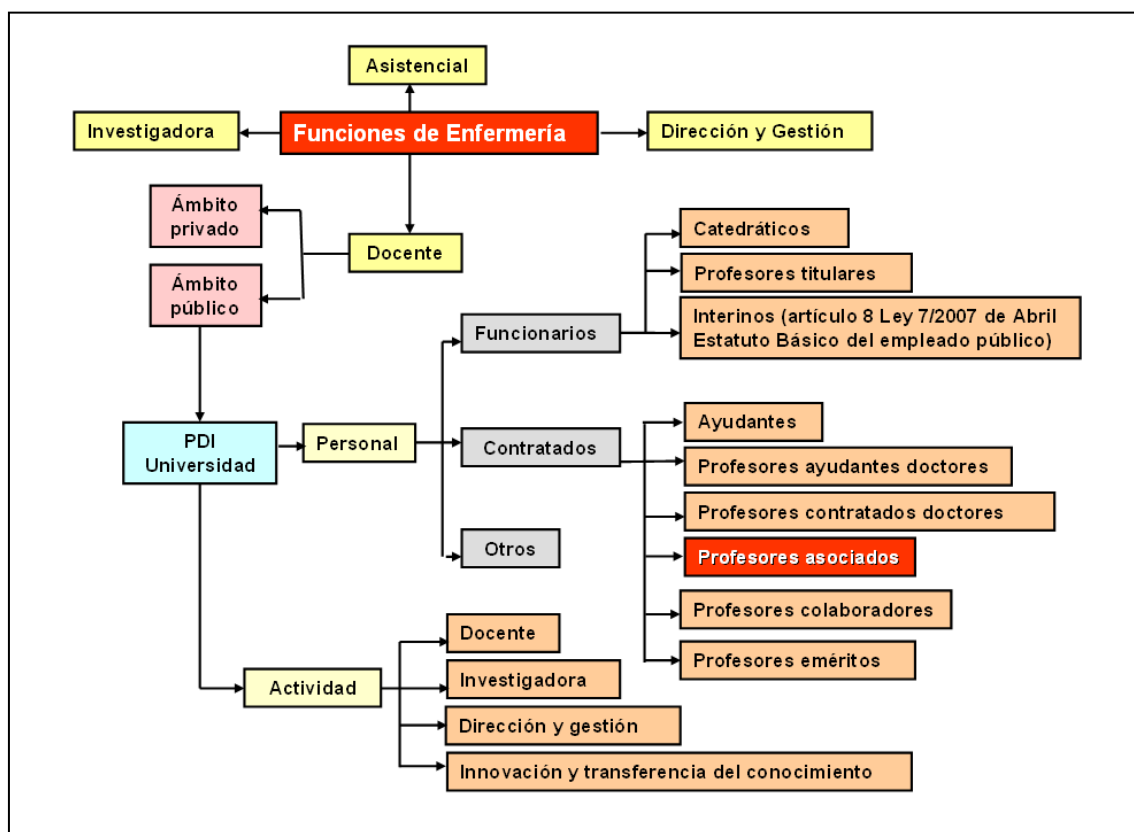 Asistencial
Investigadora
Funciones de Enfermería
Dirección y Gestión
Ámbito
privado
Docente
Ámbito
público
Catedráticos
Profesores titulares
Interinos (artículo 8 Ley 7/2007 de Abril
Estatuto Básico del empleado público)
Funcionarios
PDI
Universidad
Personal
Contratados
Otros
Ayudantes
Profesores ayudantes doctores
Profesores contratados doctores
Profesores asociados
Profesores colaboradores
Profesores eméritos
Actividad
Docente
Investigadora
Dirección y gestión
Innovación y transferencia del conocimiento